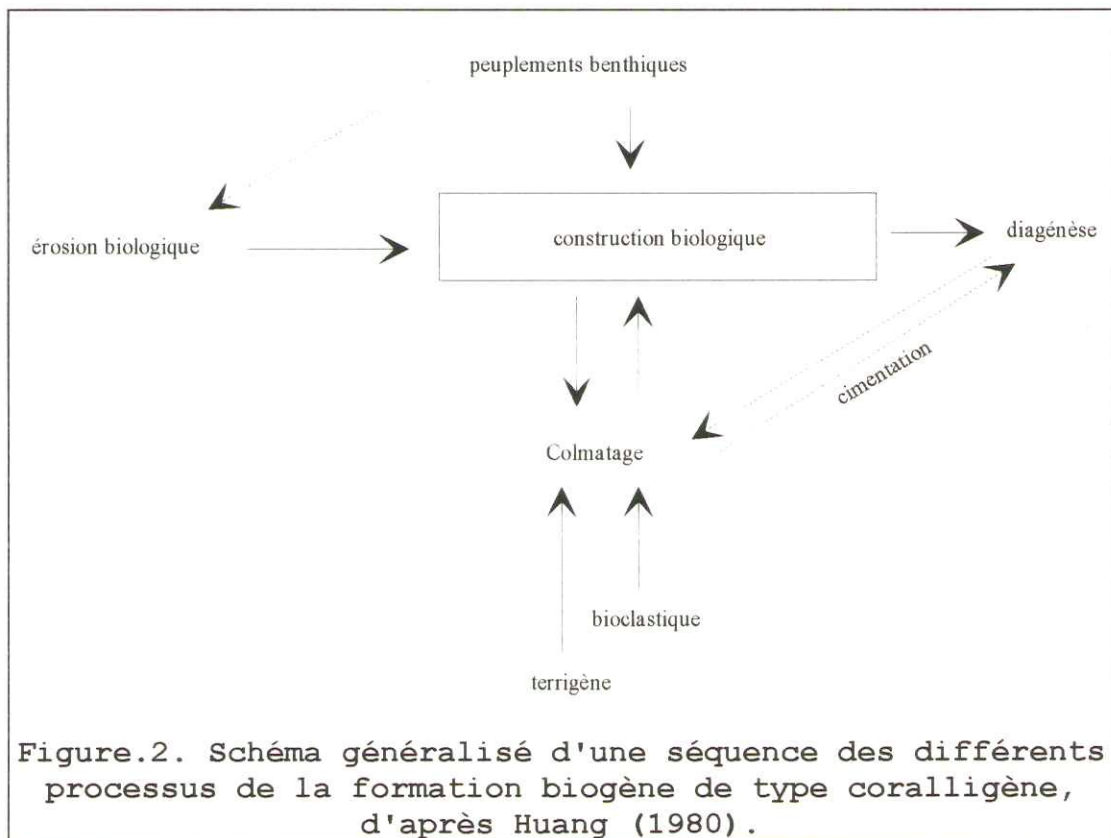 peuplements benthiques
érosion biologique
construction biologique
diagénèse
cimentation
Colmatage
bioclastique
terrigène
Figure.2. Schéma généralisé d'une séquence des différents
processus de la formation biogène de type coralligène,
d'après Huang (1980).